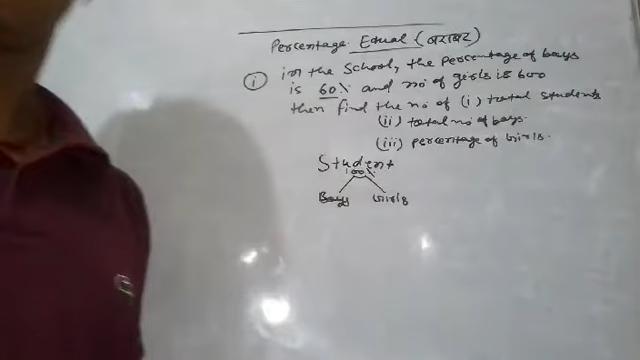 Percentage Equal (बराबर)
① in the School, the percentage of boys
is 60% and no of girls is 600
then find the no of (i) total students
(ii) total no of boys.
(iii) percentage of Girls.
Student
100%
Boys Girls